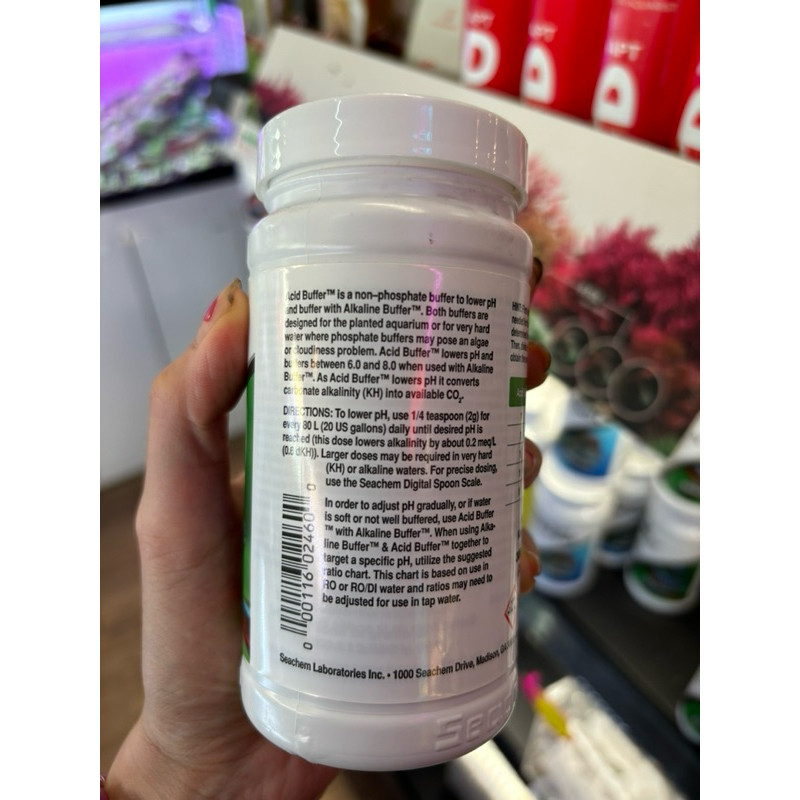 Acid Buffer™ is a non-phosphate buffer to lower pH
and buffer with Alkaline Buffer™. Both buffers are
designed for the planted aquarium or for very hard
water where phosphate buffers may pose an algae
or cloudiness problem. Acid Buffer™ lowers pH and
buffers between 6.0 and 8.0 when used with Alkaline
Buffer™. As Acid Buffer™ lowers pH it converts
carbonate alkalinity (KH) into available CO₂.
DIRECTIONS: To lower pH, use 1/4 teaspoon (2g) for
every 80 L (20 US gallons) daily until desired pH is
reached (this dose lowers alkalinity by about 0.2 meq/L
(0.6 dKH)). Larger doses may be required in very hard
(KH) or alkaline waters. For precise dosing,
use the Seachem Digital Spoon Scale.
In order to adjust pH gradually, or if water
is soft or not well buffered, use Acid Buffer
™ with Alkaline Buffer™. When using Alka-
line Buffer™ & Acid Buffer™ together to
target a specific pH, utilize the suggested
ratio chart. This chart is based on use in
RO or RO/DI water and ratios may need to
be adjusted for use in tap water.
0 00116 02460 0
Seachem Laboratories Inc. • 1000 Seachem Drive, Madison,
APT